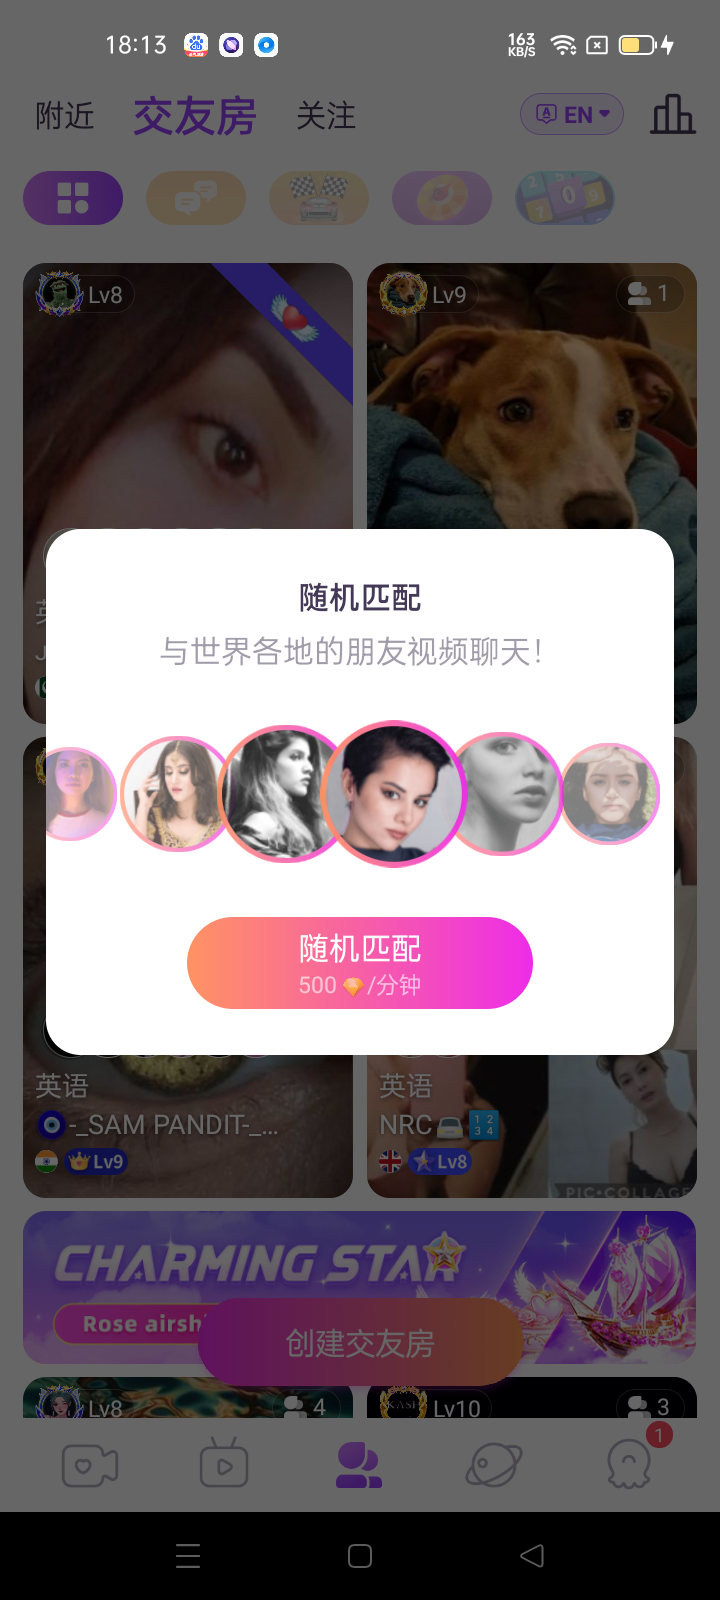 18:13
163
KB/S
附近 交友房 关注
EN
Lv8
Lv9
1
随机匹配
与世界各地的朋友视频聊天！
随机匹配
500 /分钟
英语
-_SAM PANDIT-_...
Lv9
英语
NRC
Lv8
PIC•COLLAGE
CHARMING STAR
Rose airsh
创建交友房
Lv8
4
Lv10
3
1